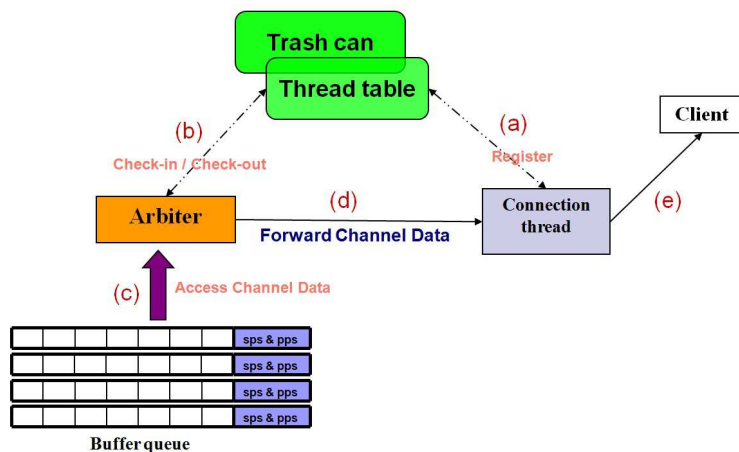 Trash can
Thread table
Client
(b)
(a)
Check-in / Check-out
Register
Arbiter
(d)
Connection
thread
(e)
Forward Channel Data
(c)
Access Channel Data
sps & pps
sps & pps
sps & pps
sps & pps
Buffer queue